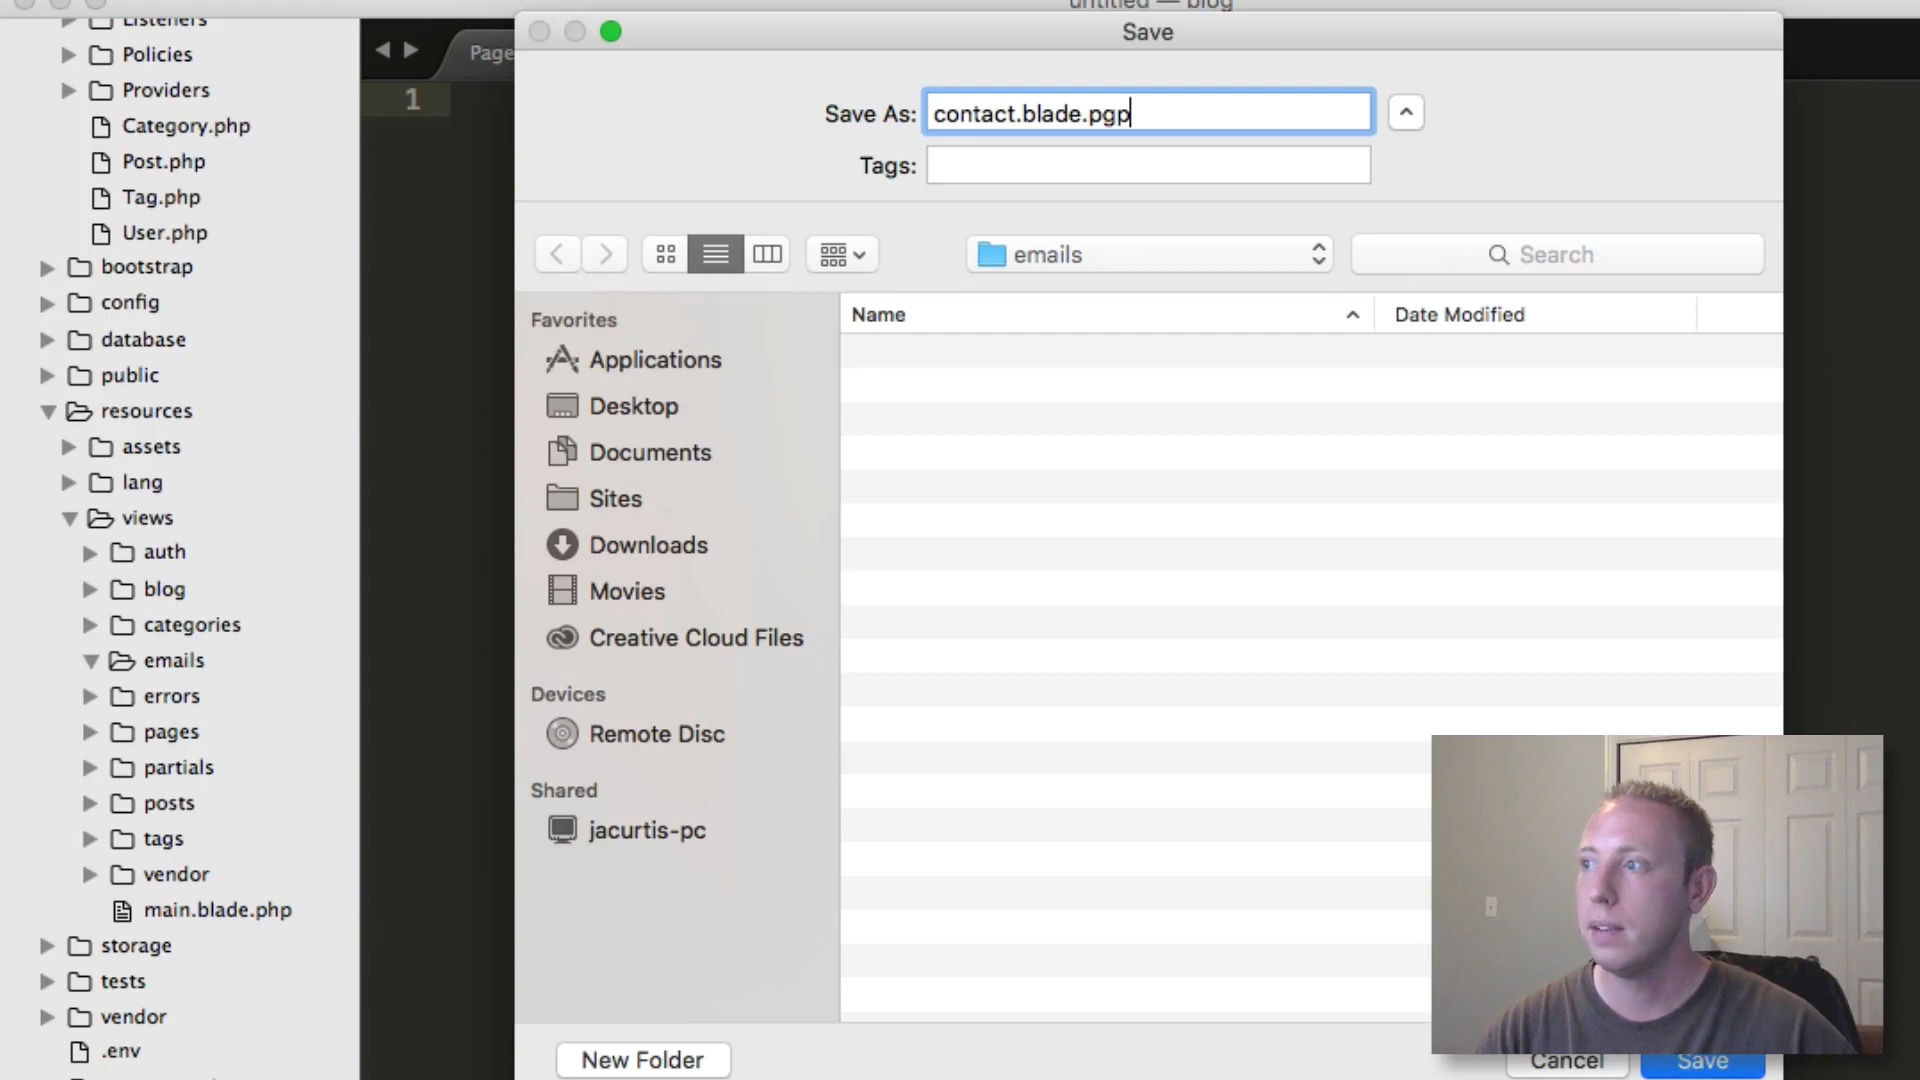 untitled — blog
Save
Listeners
Policies
Providers
Category.php
Post.php
Tag.php
User.php
bootstrap
config
database
public
resources
assets
lang
views
auth
blog
categories
emails
errors
pages
partials
posts
tags
vendor
main.blade.php
storage
tests
vendor
.env
Page
1
Save As: contact.blade.pgp
Tags:
emails
Search
Favorites
Applications
Desktop
Documents
Sites
Downloads
Movies
Creative Cloud Files
Devices
Remote Disc
Shared
jacurtis-pc
Name
Date Modified
New Folder
Cancel
Save